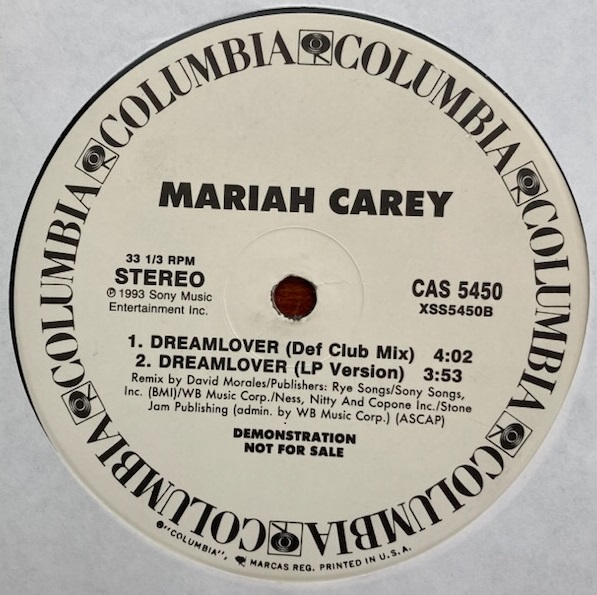 COLUMBIA COLUMBIA COLUMBIA COLUMBIA COLUMBIA COLUMBIA COLUMBIA COLUMBIA
MARIAH CAREY
33 1/3 RPM
STEREO
℗ 1993 Sony Music
Entertainment Inc.
CAS 5450
XSS5450B
1. DREAMLOVER (Def Club Mix) 4:02
2. DREAMLOVER (LP Version) 3:53
Remix by David Morales/Publishers: Rye Songs/Sony Songs,
Inc. (BMI)/WB Music Corp./Ness, Nitty And Copone Inc./Stone
Jam Publishing (admin. by WB Music Corp.) (ASCAP)
DEMONSTRATION
NOT FOR SALE
®"COLUMBIA", MARCAS REG. PRINTED IN U.S.A.